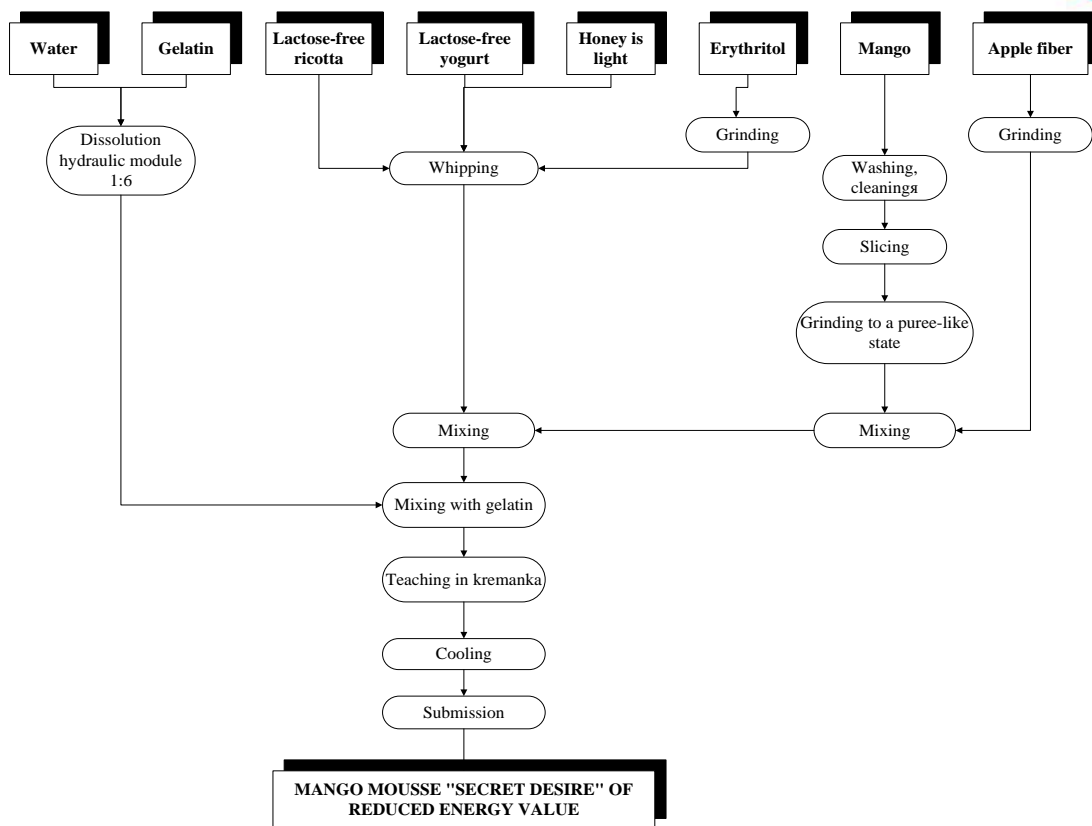 Water
Gelatin
Lactose-free
ricotta
Lactose-free
yogurt
Honey is
light
Erythritol
Mango
Apple fiber
Dissolution
hydraulic module
1:6
Whipping
Grinding
Washing,
cleaningя
Grinding
Slicing
Grinding to a puree-like
state
Mixing
Mixing
Mixing with gelatin
Teaching in kremanka
Cooling
Submission
MANGO MOUSSE "SECRET DESIRE" OF
REDUCED ENERGY VALUE